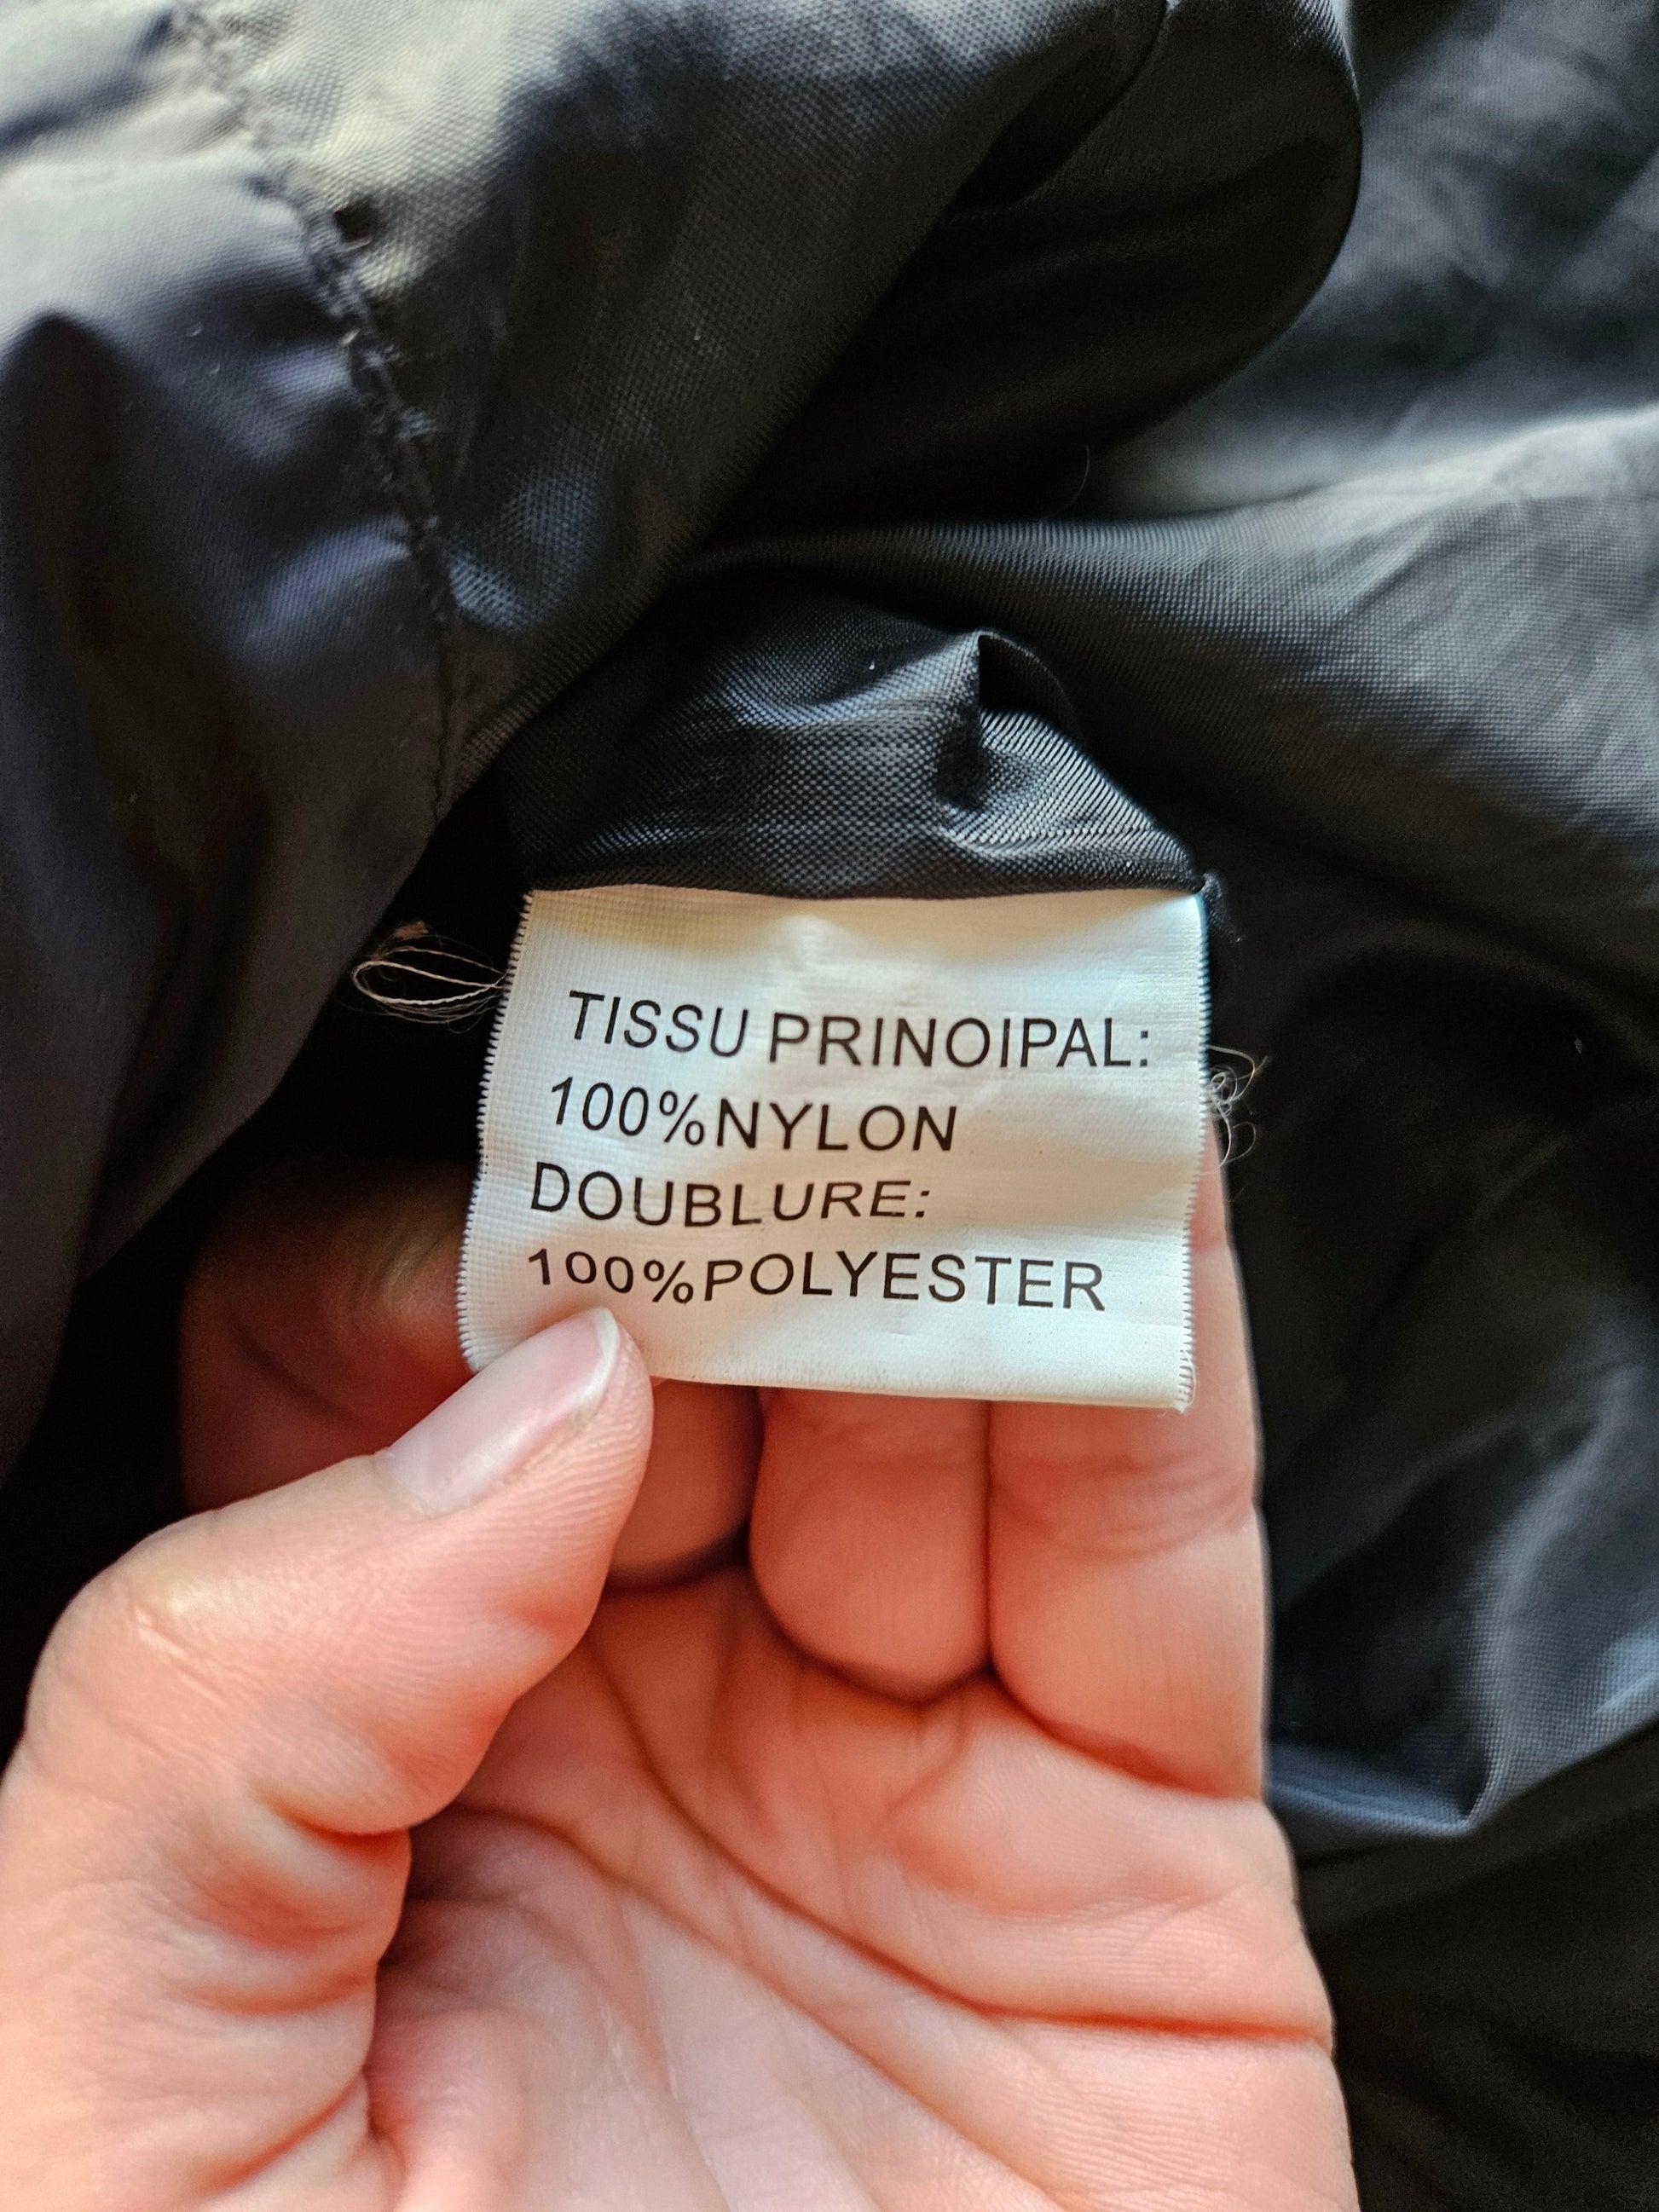 TISSU PRINOIPAL:
100%NYLON
DOUBLURE:
100%POLYESTER